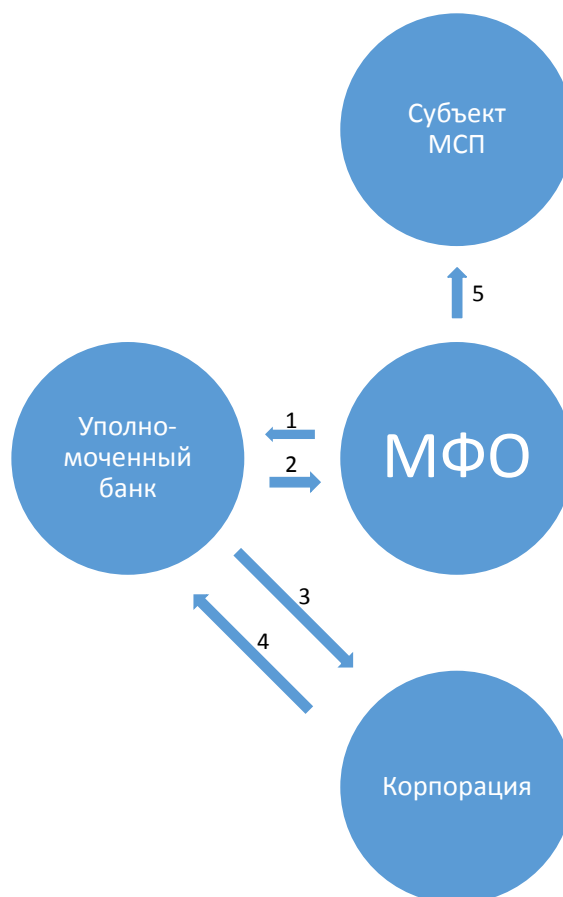 Субъект
МСП
5
1
Уполно-
моченный
банк
МФО
2
3
4
Корпорация